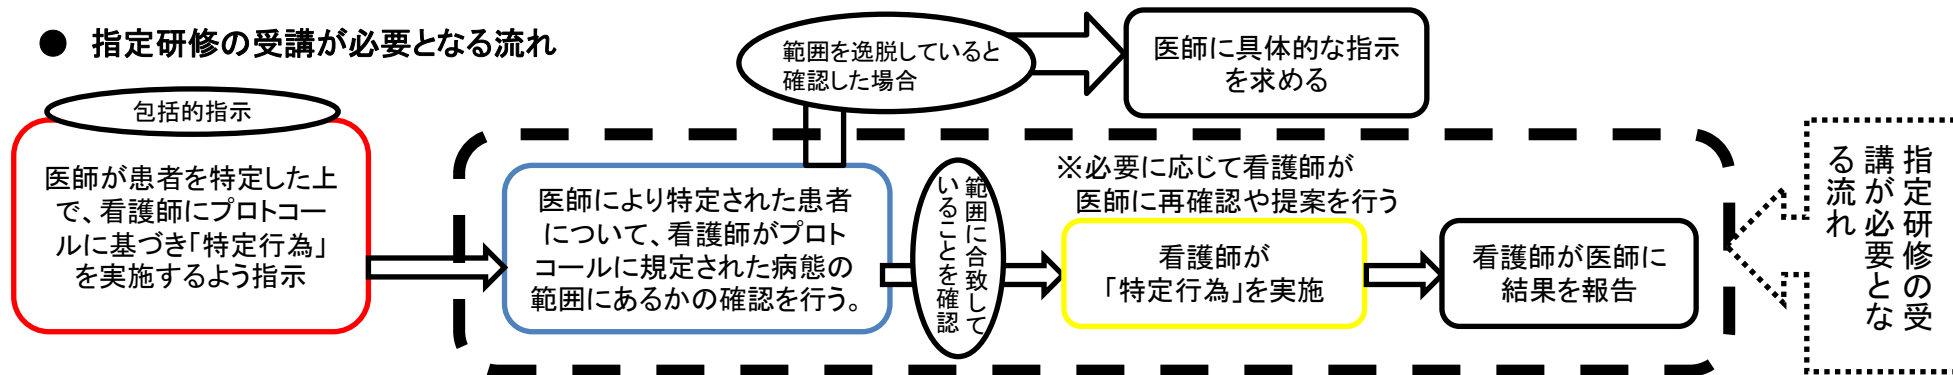 ● 指定研修の受講が必要となる流れ
包括的指示
医師が患者を特定した上
で、看護師にプロトコー
ルに基づき「特定行為」
を実施するよう指示
範囲を逸脱していると
確認した場合
医師に具体的な指示
を求める
医師により特定された患者
について、看護師がプロト
コールに規定された病態の
範囲にあるかの確認を行う。
範囲に合致して
いることを確認
※必要に応じて看護師が
医師に再確認や提案を行う
看護師が
「特定行為」を実施
看護師が医師に
結果を報告
指定研修の受
講が必要とな
る流れ